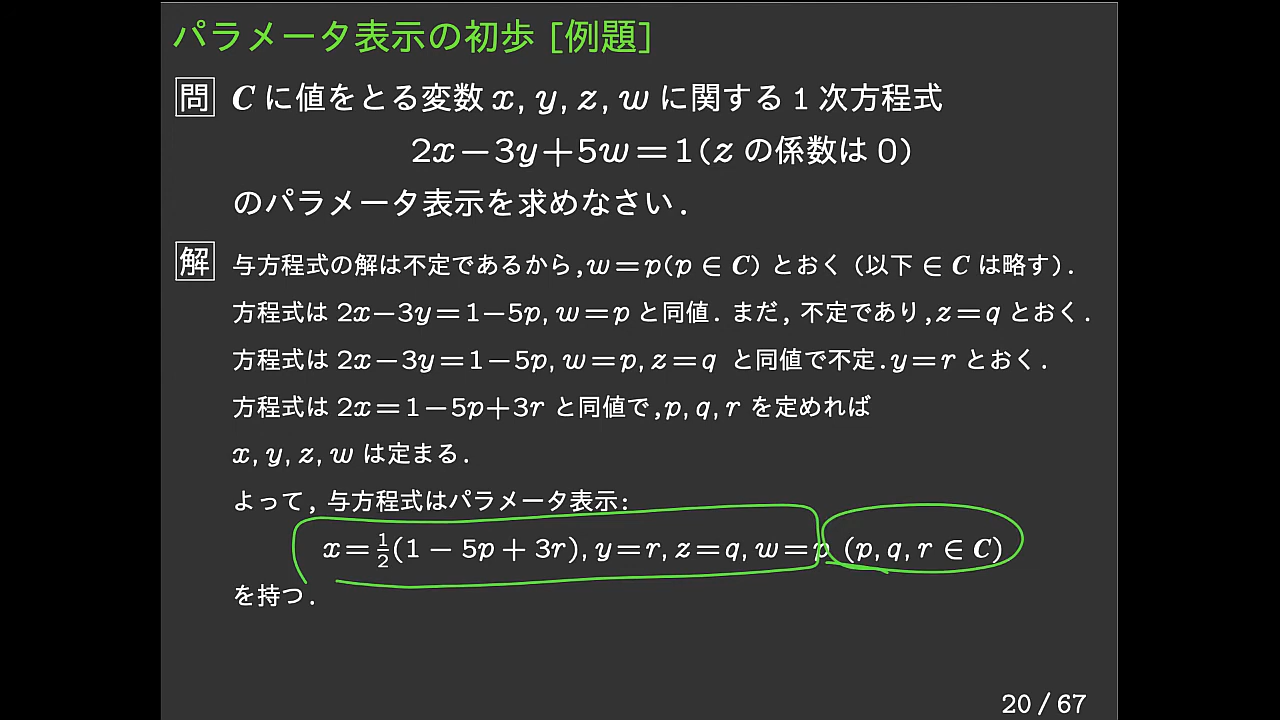 パラメータ表示の初歩 [例題]
問 C に値をとる変数 x, y, z, w に関する 1 次方程式
2x−3y+5w=1(z の係数は 0)
のパラメータ表示を求めなさい.
解 与方程式の解は不定であるから,w=p(p ∈ C) とおく (以下 ∈ C は略す).
方程式は 2x−3y=1−5p, w=p と同値. まだ, 不定であり,z=q とおく.
方程式は 2x−3y=1−5p, w=p, z=q と同値で不定.y=r とおく.
方程式は 2x=1−5p+3r と同値で,p, q, r を定めれば
x, y, z, w は定まる.
よって, 与方程式はパラメータ表示:
x=½(1 − 5p + 3r), y=r, z=q, w=p (p, q, r ∈ C)
を持つ.
20 / 67